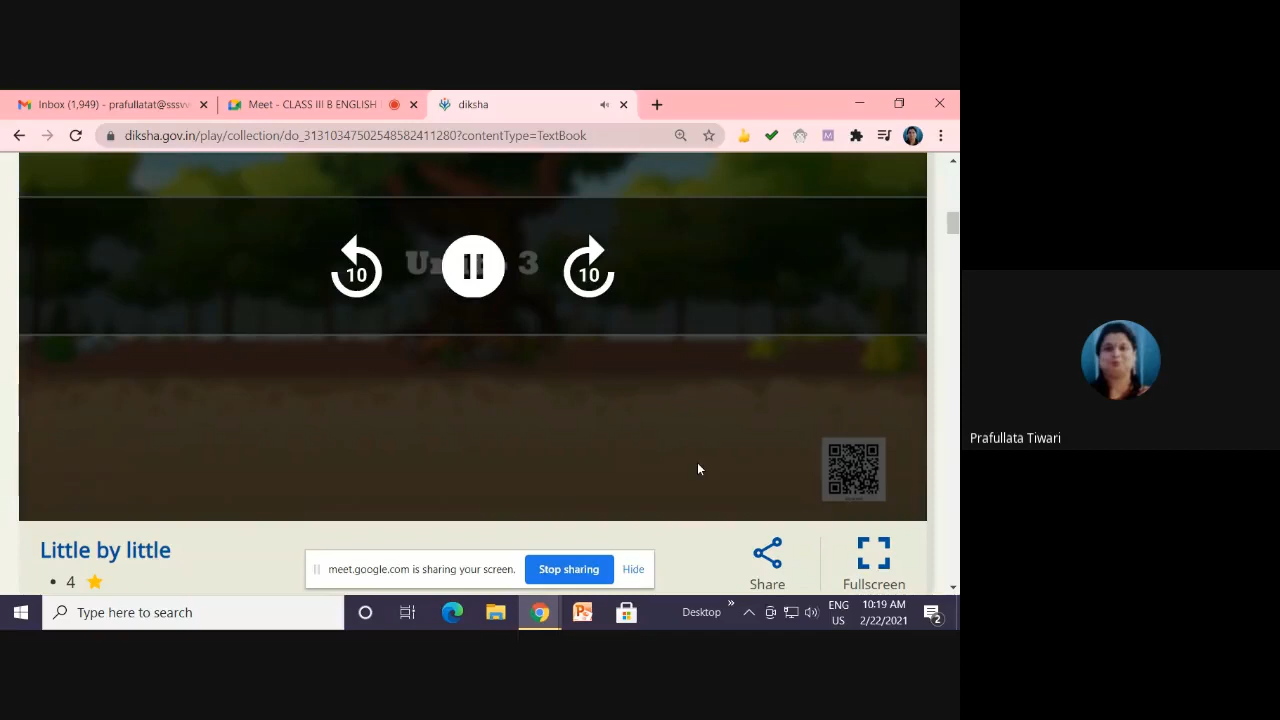 Inbox (1,949) - prafullatat@sssv
Meet - CLASS III B ENGLISH
diksha
diksha.gov.in/play/collection/do_31310347502548582411280?contentType=TextBook
10
10
3
Little by little
4
meet.google.com is sharing your screen.
Stop sharing
Hide
Share
Fullscreen
Type here to search
Desktop
ENG
US
10:19 AM
2/22/2021
2
Prafullata Tiwari